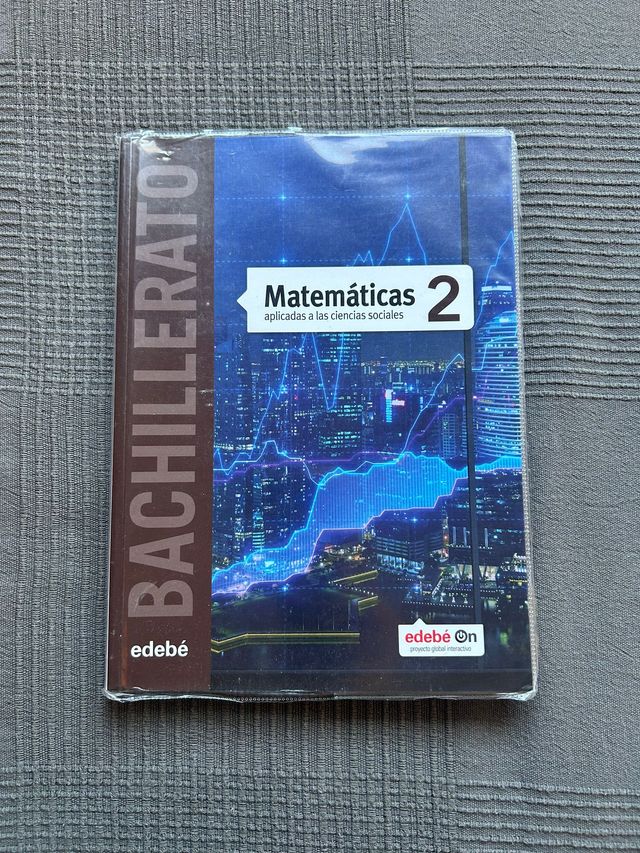 BACHILLERATO
Matemáticas 2
aplicadas a las ciencias sociales
edebé On
proyecto global interactivo
edebé